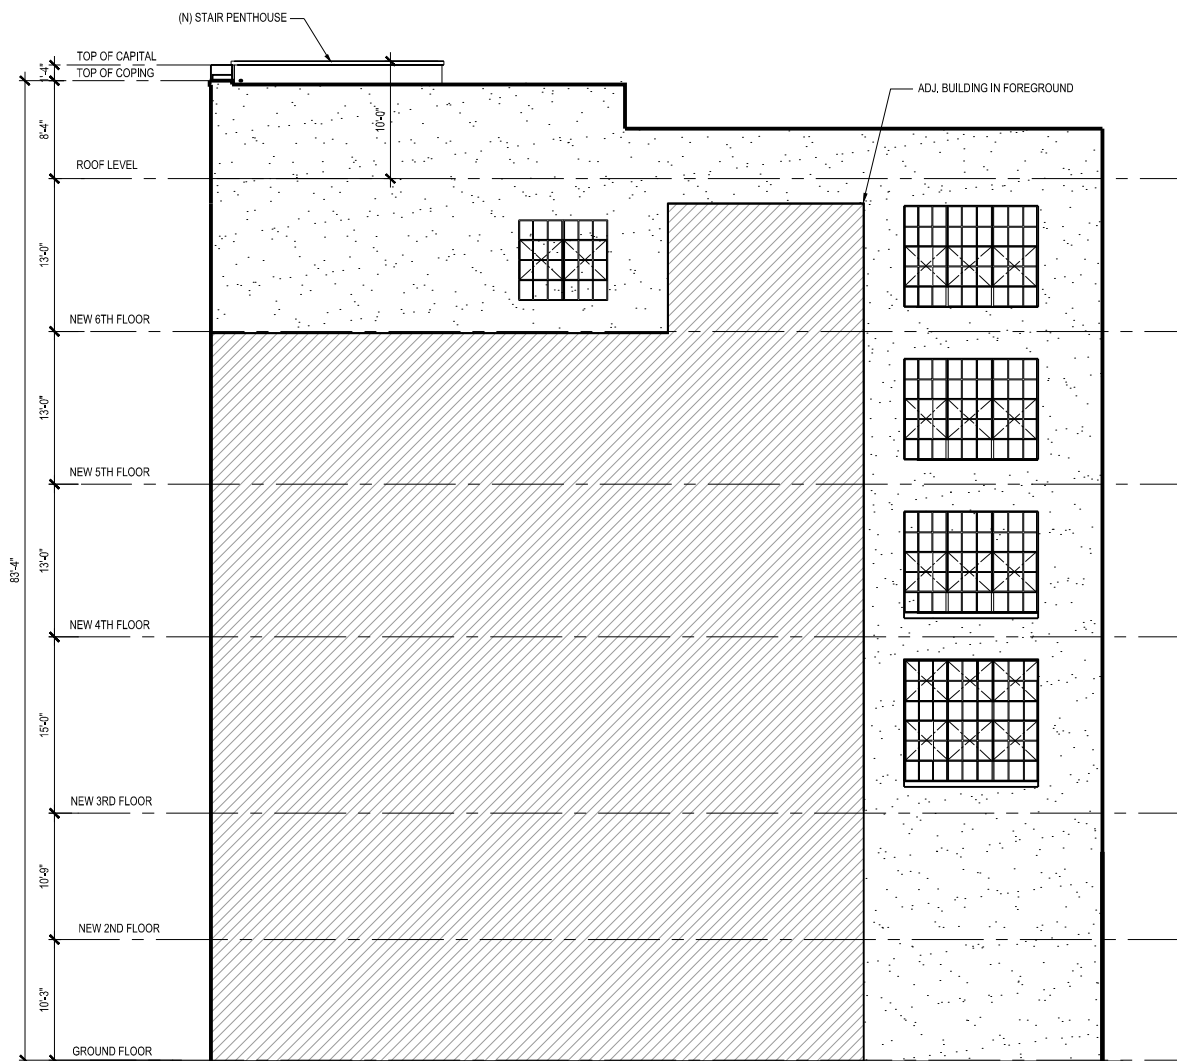 (N) STAIR PENTHOUSE
TOP OF CAPITAL
1'-4"
TOP OF COPING
ADJ. BUILDING IN FOREGROUND
8'-4"
10'-0"
ROOF LEVEL
13'-0"
NEW 6TH FLOOR
13'-0"
NEW 5TH FLOOR
13'-0"
83'-4"
NEW 4TH FLOOR
15'-0"
NEW 3RD FLOOR
10'-9"
NEW 2ND FLOOR
10'-3"
GROUND FLOOR